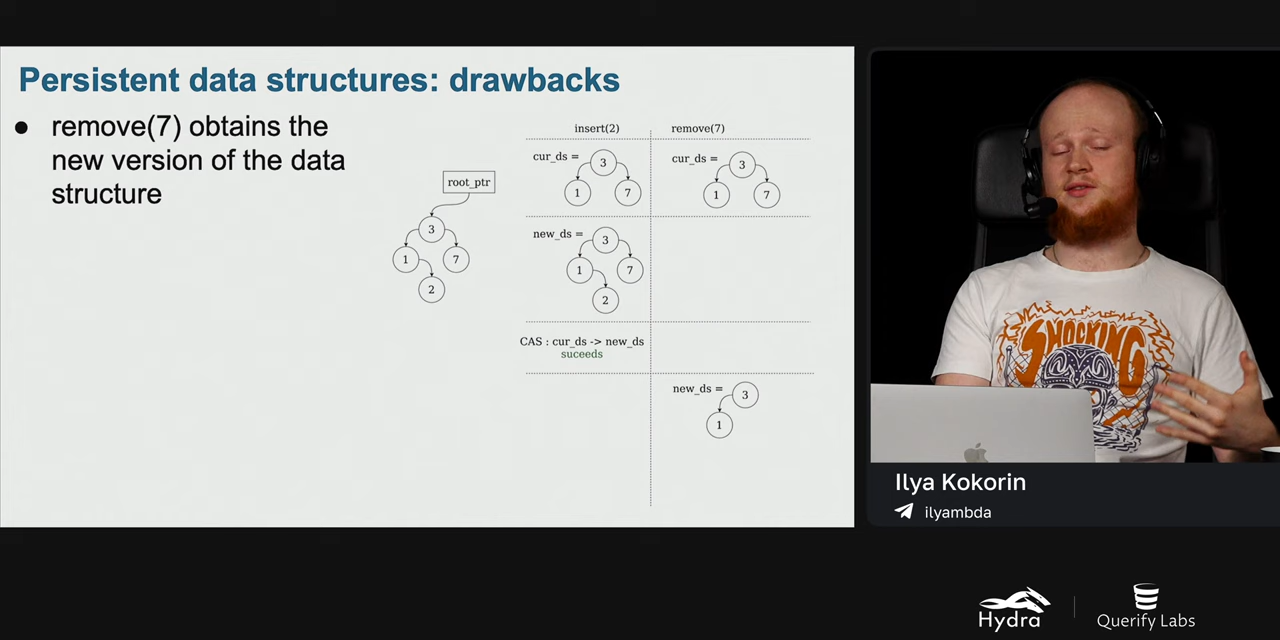 Persistent data structures: drawbacks
● remove(7) obtains the
new version of the data
structure
root_ptr
3
1 7
2
insert(2) remove(7)
cur_ds = 3 cur_ds = 3
1 7 1 7
new_ds = 3
1 7
2
CAS : cur_ds -> new_ds
suceeds
new_ds = 3
1
SHOCKING
Ilya Kokorin
ilyambda
Hydra
Querify Labs